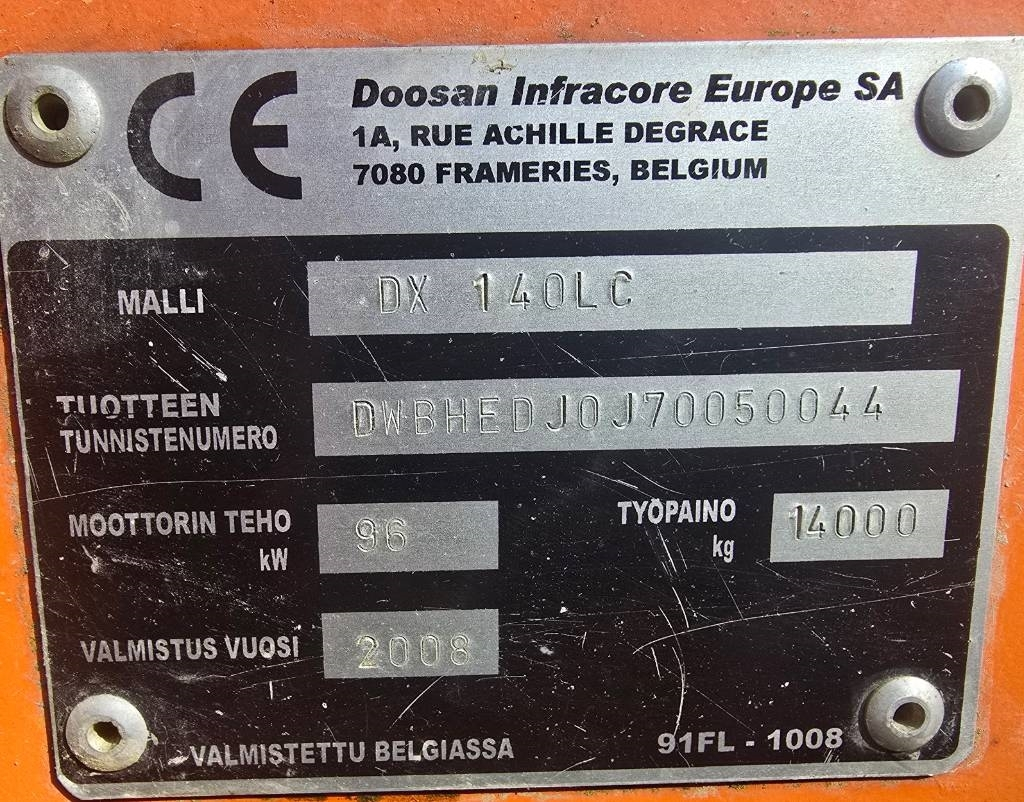 CE
Doosan Infracore Europe SA
1A, RUE ACHILLE DEGRACE
7080 FRAMERIES, BELGIUM
MALLI DX 140LC
TUOTTEEN
TUNNISTENUMERO DWBHEDJ0J70050044
MOOTTORIN TEHO
kW 96
TYÖPAINO
kg 14000
VALMISTUS VUOSI 2008
VALMISTETTU BELGIASSA 91FL - 1008